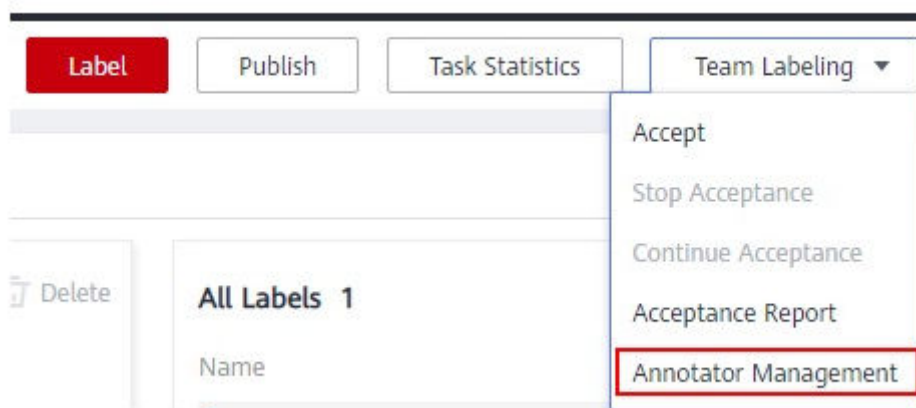 Label Publish Task Statistics Team Labeling
Accept
Stop Acceptance
Continue Acceptance
Delete
All Labels 1
Acceptance Report
Name
Annotator Management